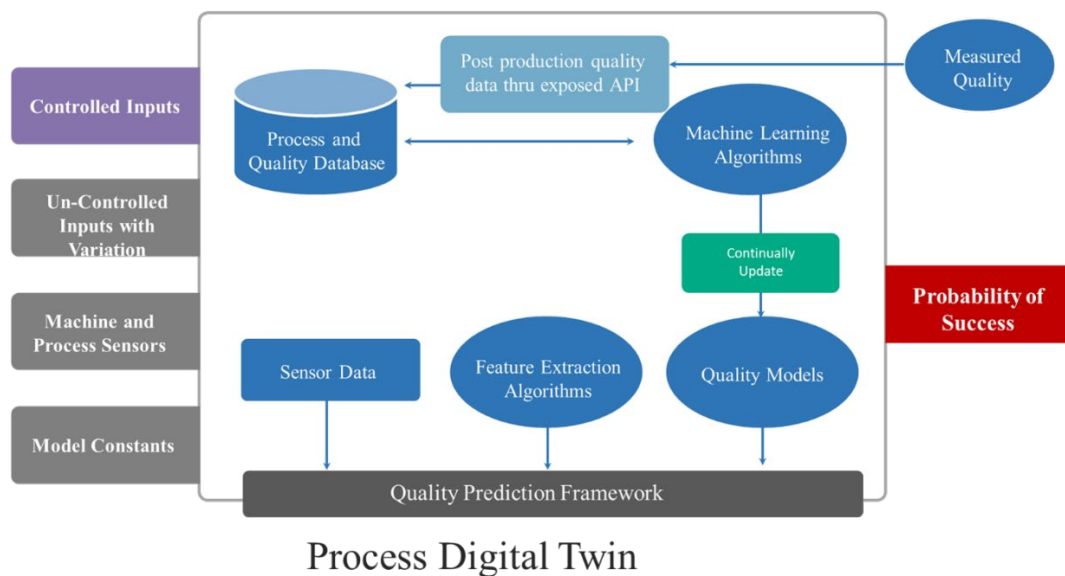 Controlled Inputs
Un-Controlled
Inputs with
Variation
Machine and
Process Sensors
Model Constants
Post production quality
data thru exposed API
Measured
Quality
Process and
Quality Database
Machine Learning
Algorithms
Continually
Update
Probability of
Success
Sensor Data
Feature Extraction
Algorithms
Quality Models
Quality Prediction Framework
Process Digital Twin